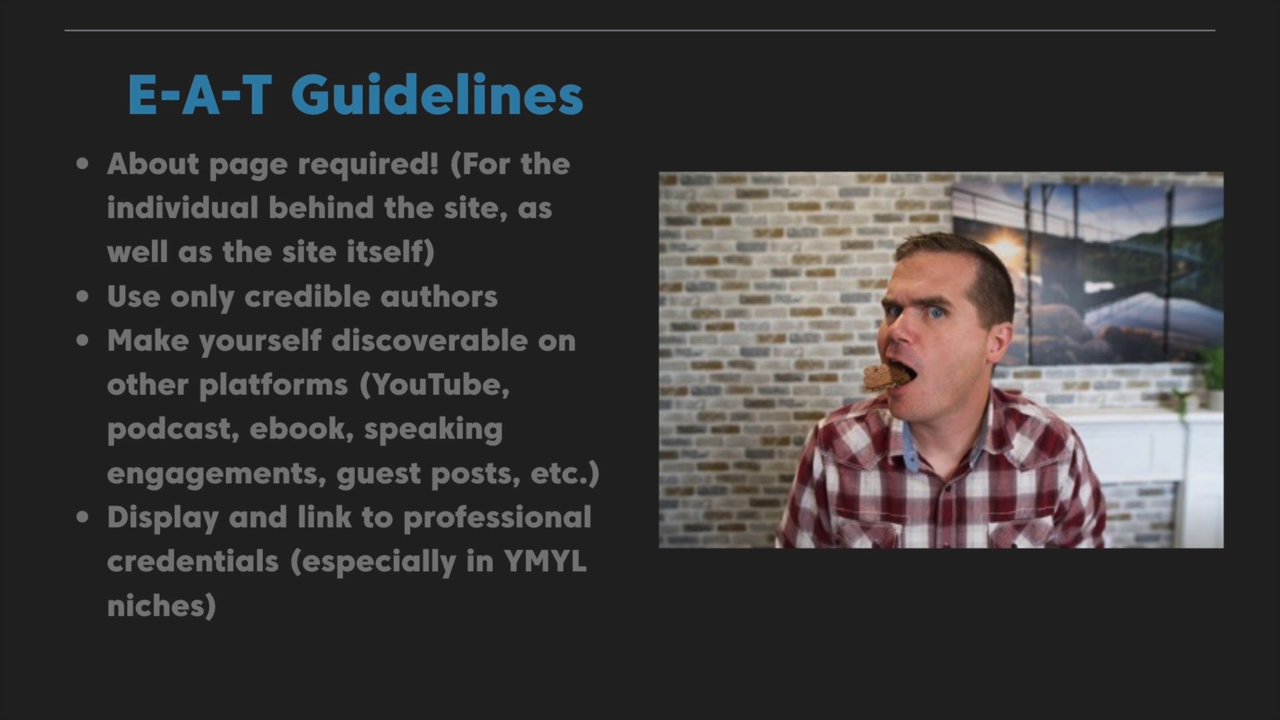 E-A-T Guidelines
• About page required! (For the
individual behind the site, as
well as the site itself)
• Use only credible authors
• Make yourself discoverable on
other platforms (YouTube,
podcast, ebook, speaking
engagements, guest posts, etc.)
• Display and link to professional
credentials (especially in YMYL
niches)